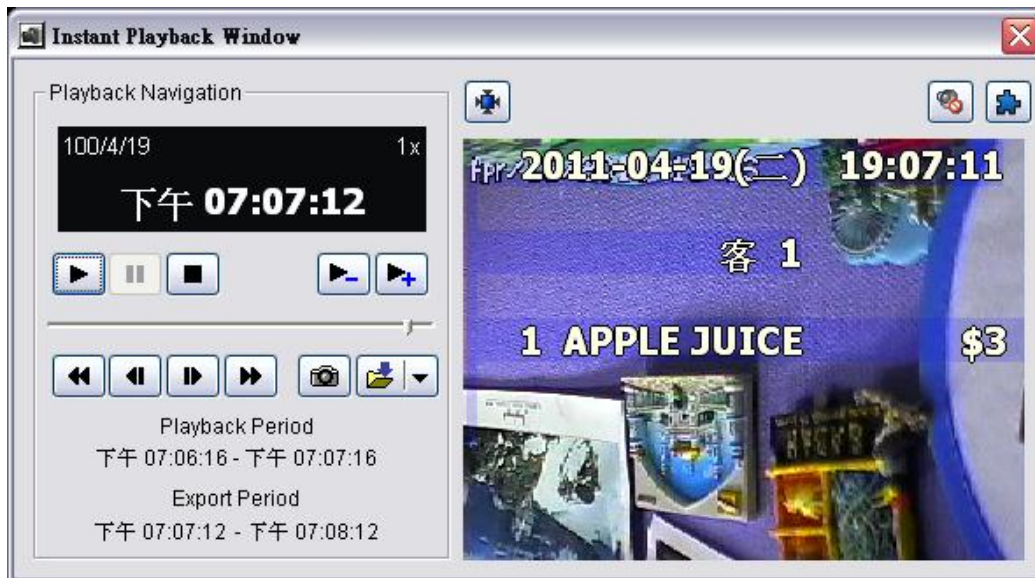 Instant Playback Window
Playback Navigation
100/4/19 1x
下午 07:07:12
Playback Period
下午 07:06:16 - 下午 07:07:16
Export Period
下午 07:07:12 - 下午 07:08:12
2011-04-19(二) 19:07:11
客 1
1 APPLE JUICE $3